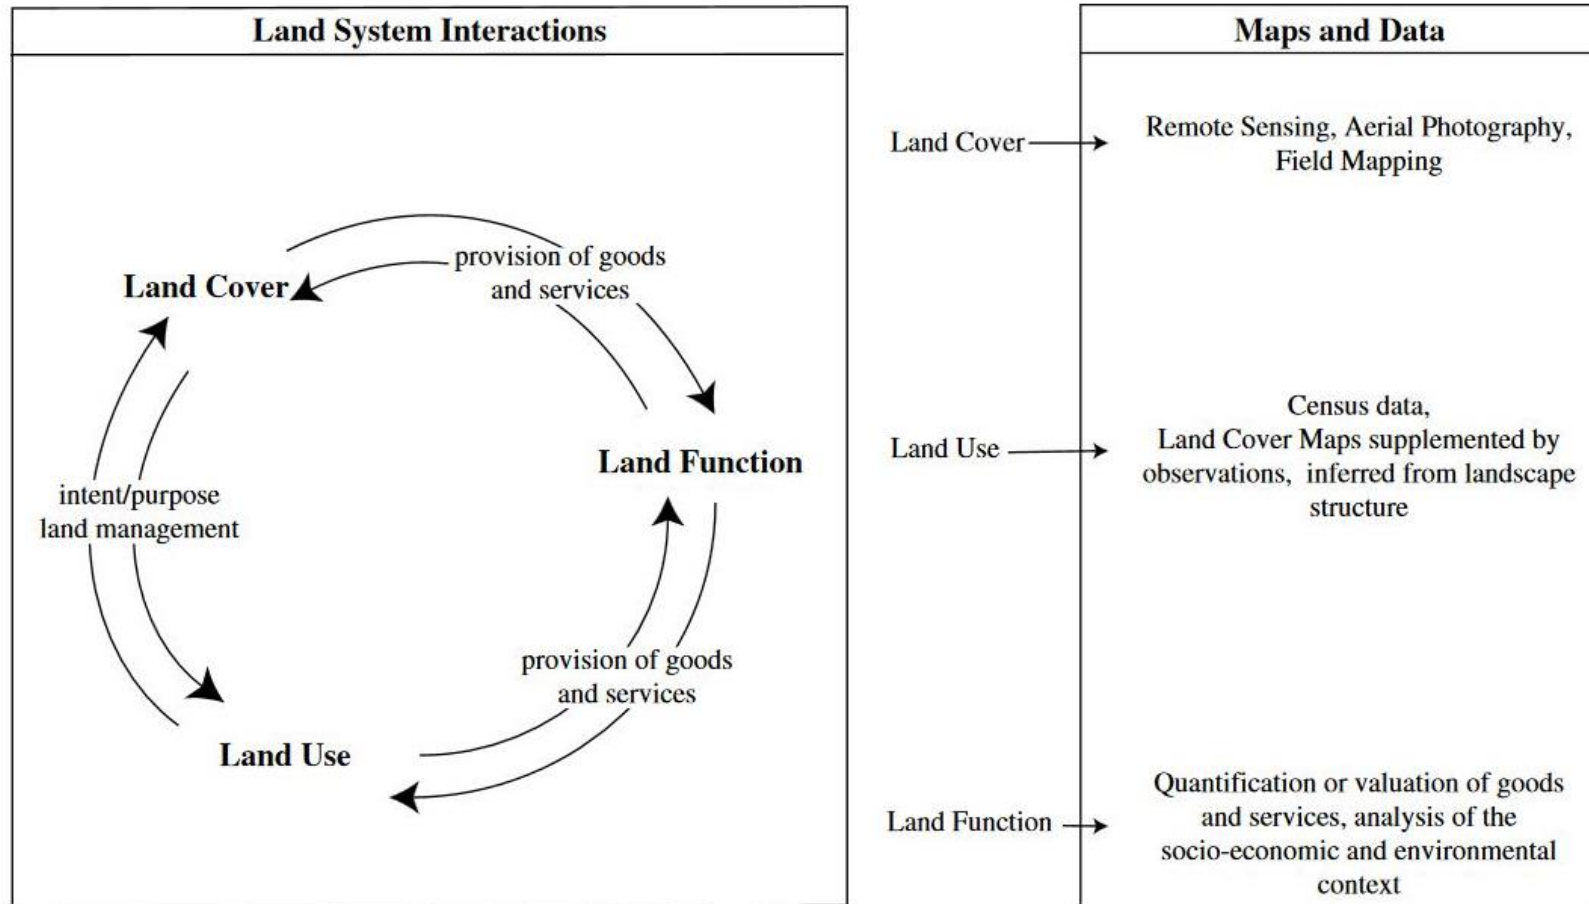 Land System Interactions
Land Cover
provision of goods
and services
Land Function
intent/purpose
land management
provision of goods
and services
Land Use
Maps and Data
Land Cover
Remote Sensing, Aerial Photography,
Field Mapping
Land Use
Census data,
Land Cover Maps supplemented by
observations, inferred from landscape
structure
Land Function
Quantification or valuation of goods
and services, analysis of the
socio-economic and environmental
context